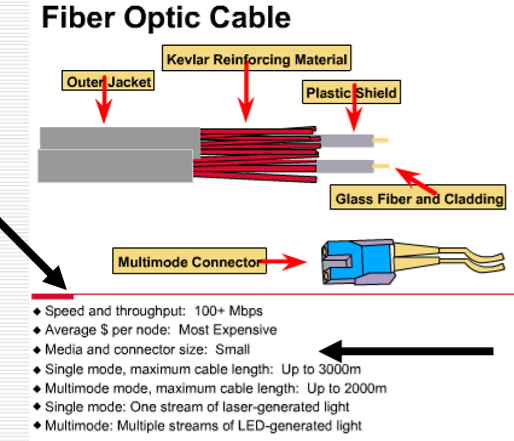 Fiber Optic Cable
Kevlar Reinforcing Material
Outer Jacket
Plastic Shield
Glass Fiber and Cladding
Multimode Connector
Speed and throughput: 100+ Mbps
Average $ per node: Most Expensive
Media and connector size: Small
Single mode, maximum cable length: Up to 3000m
Multimode mode, maximum cable length: Up to 2000m
Single mode: One stream of laser-generated light
Multimode: Multiple streams of LED-generated light